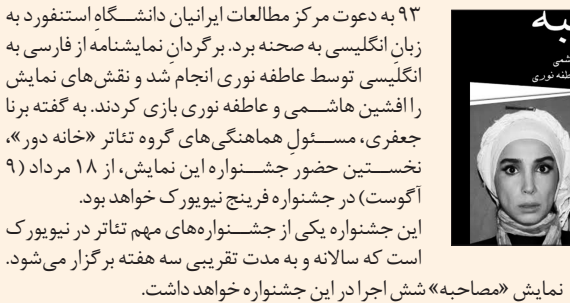 ۹۳ به دعوت مرکز مطالعات ایرانیان دانشگاهِ استنفورد به
زبانِ انگلیسی به صحنه برد. برگردانِ نمایشنامه از فارسی به
انگلیسی توسط عاطفه نوری انجام شد و نقش‌های نمایش
را افشین هاشمی و عاطفه نوری بازی کردند. به گفته برنا
جعفری، مسئولِ هماهنگی‌های گروه تئاتر «خانه دور»،
نخستین حضور جشنواره این نمایش، از ۱۸ مرداد (۹
آگوست) در جشنواره فرینج نیویورک خواهد بود.
این جشنواره یکی از جشنواره‌های مهم تئاتر در نیویورک
است که سالانه و به مدت تقریبی سه هفته برگزار می‌شود.
نمایش «مصاحبه» شش اجرا در این جشنواره خواهد داشت.
به
شمی
طفه نوری